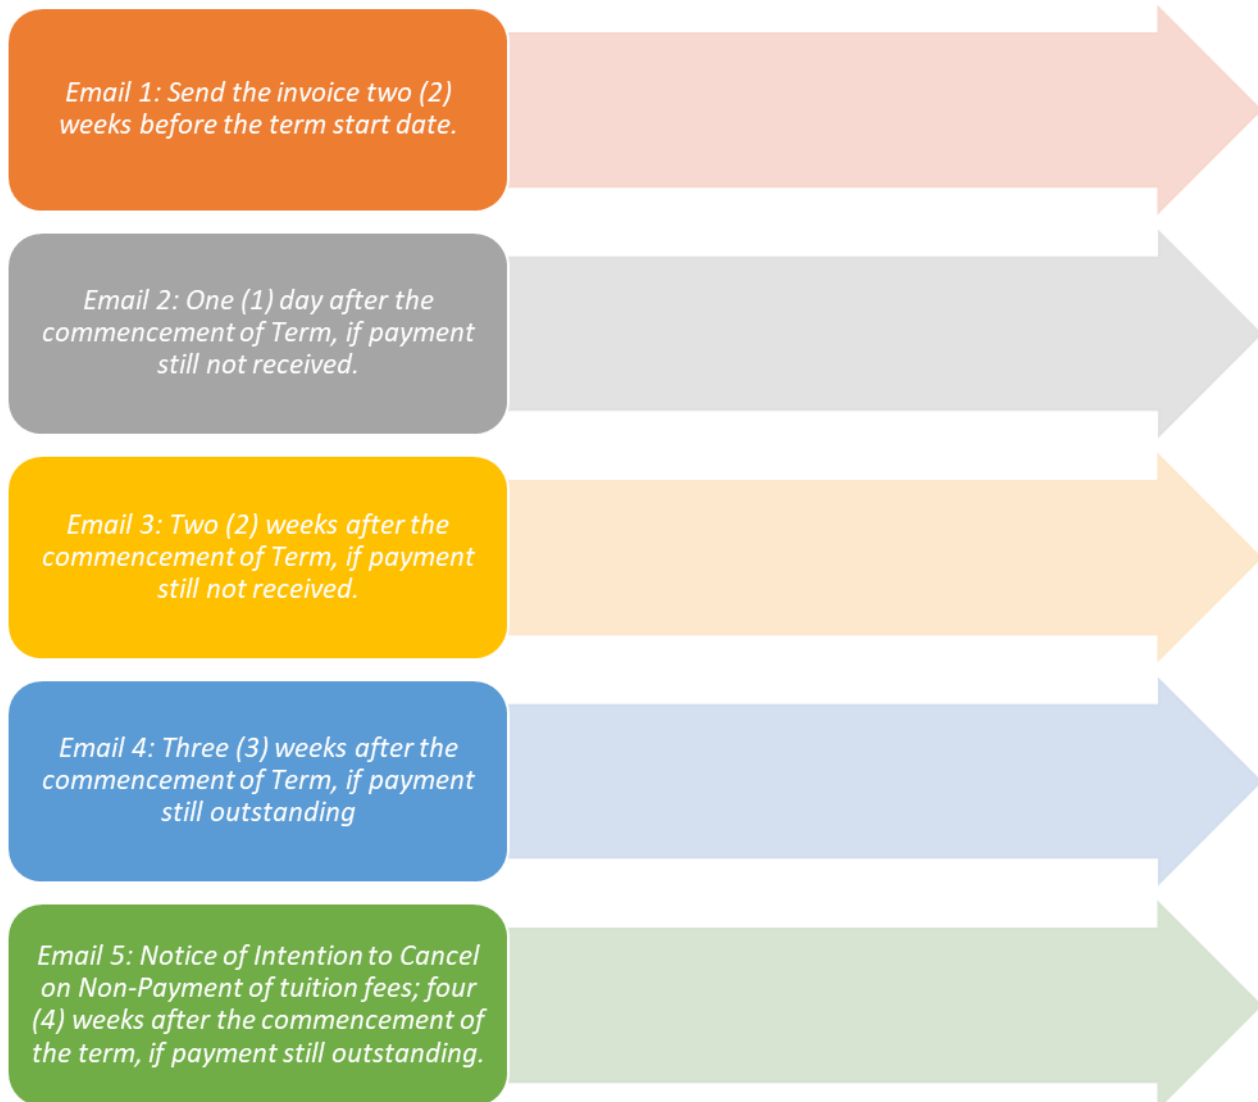 Email 1: Send the invoice two (2)
weeks before the term start date.
Email 2: One (1) day after the
commencement of Term, if payment
still not received.
Email 3: Two (2) weeks after the
commencement of Term, if payment
still not received.
Email 4: Three (3) weeks after the
commencement of Term, if payment
still outstanding
Email 5: Notice of Intention to Cancel
on Non-Payment of tuition fees; four
(4) weeks after the commencement of
the term, if payment still outstanding.